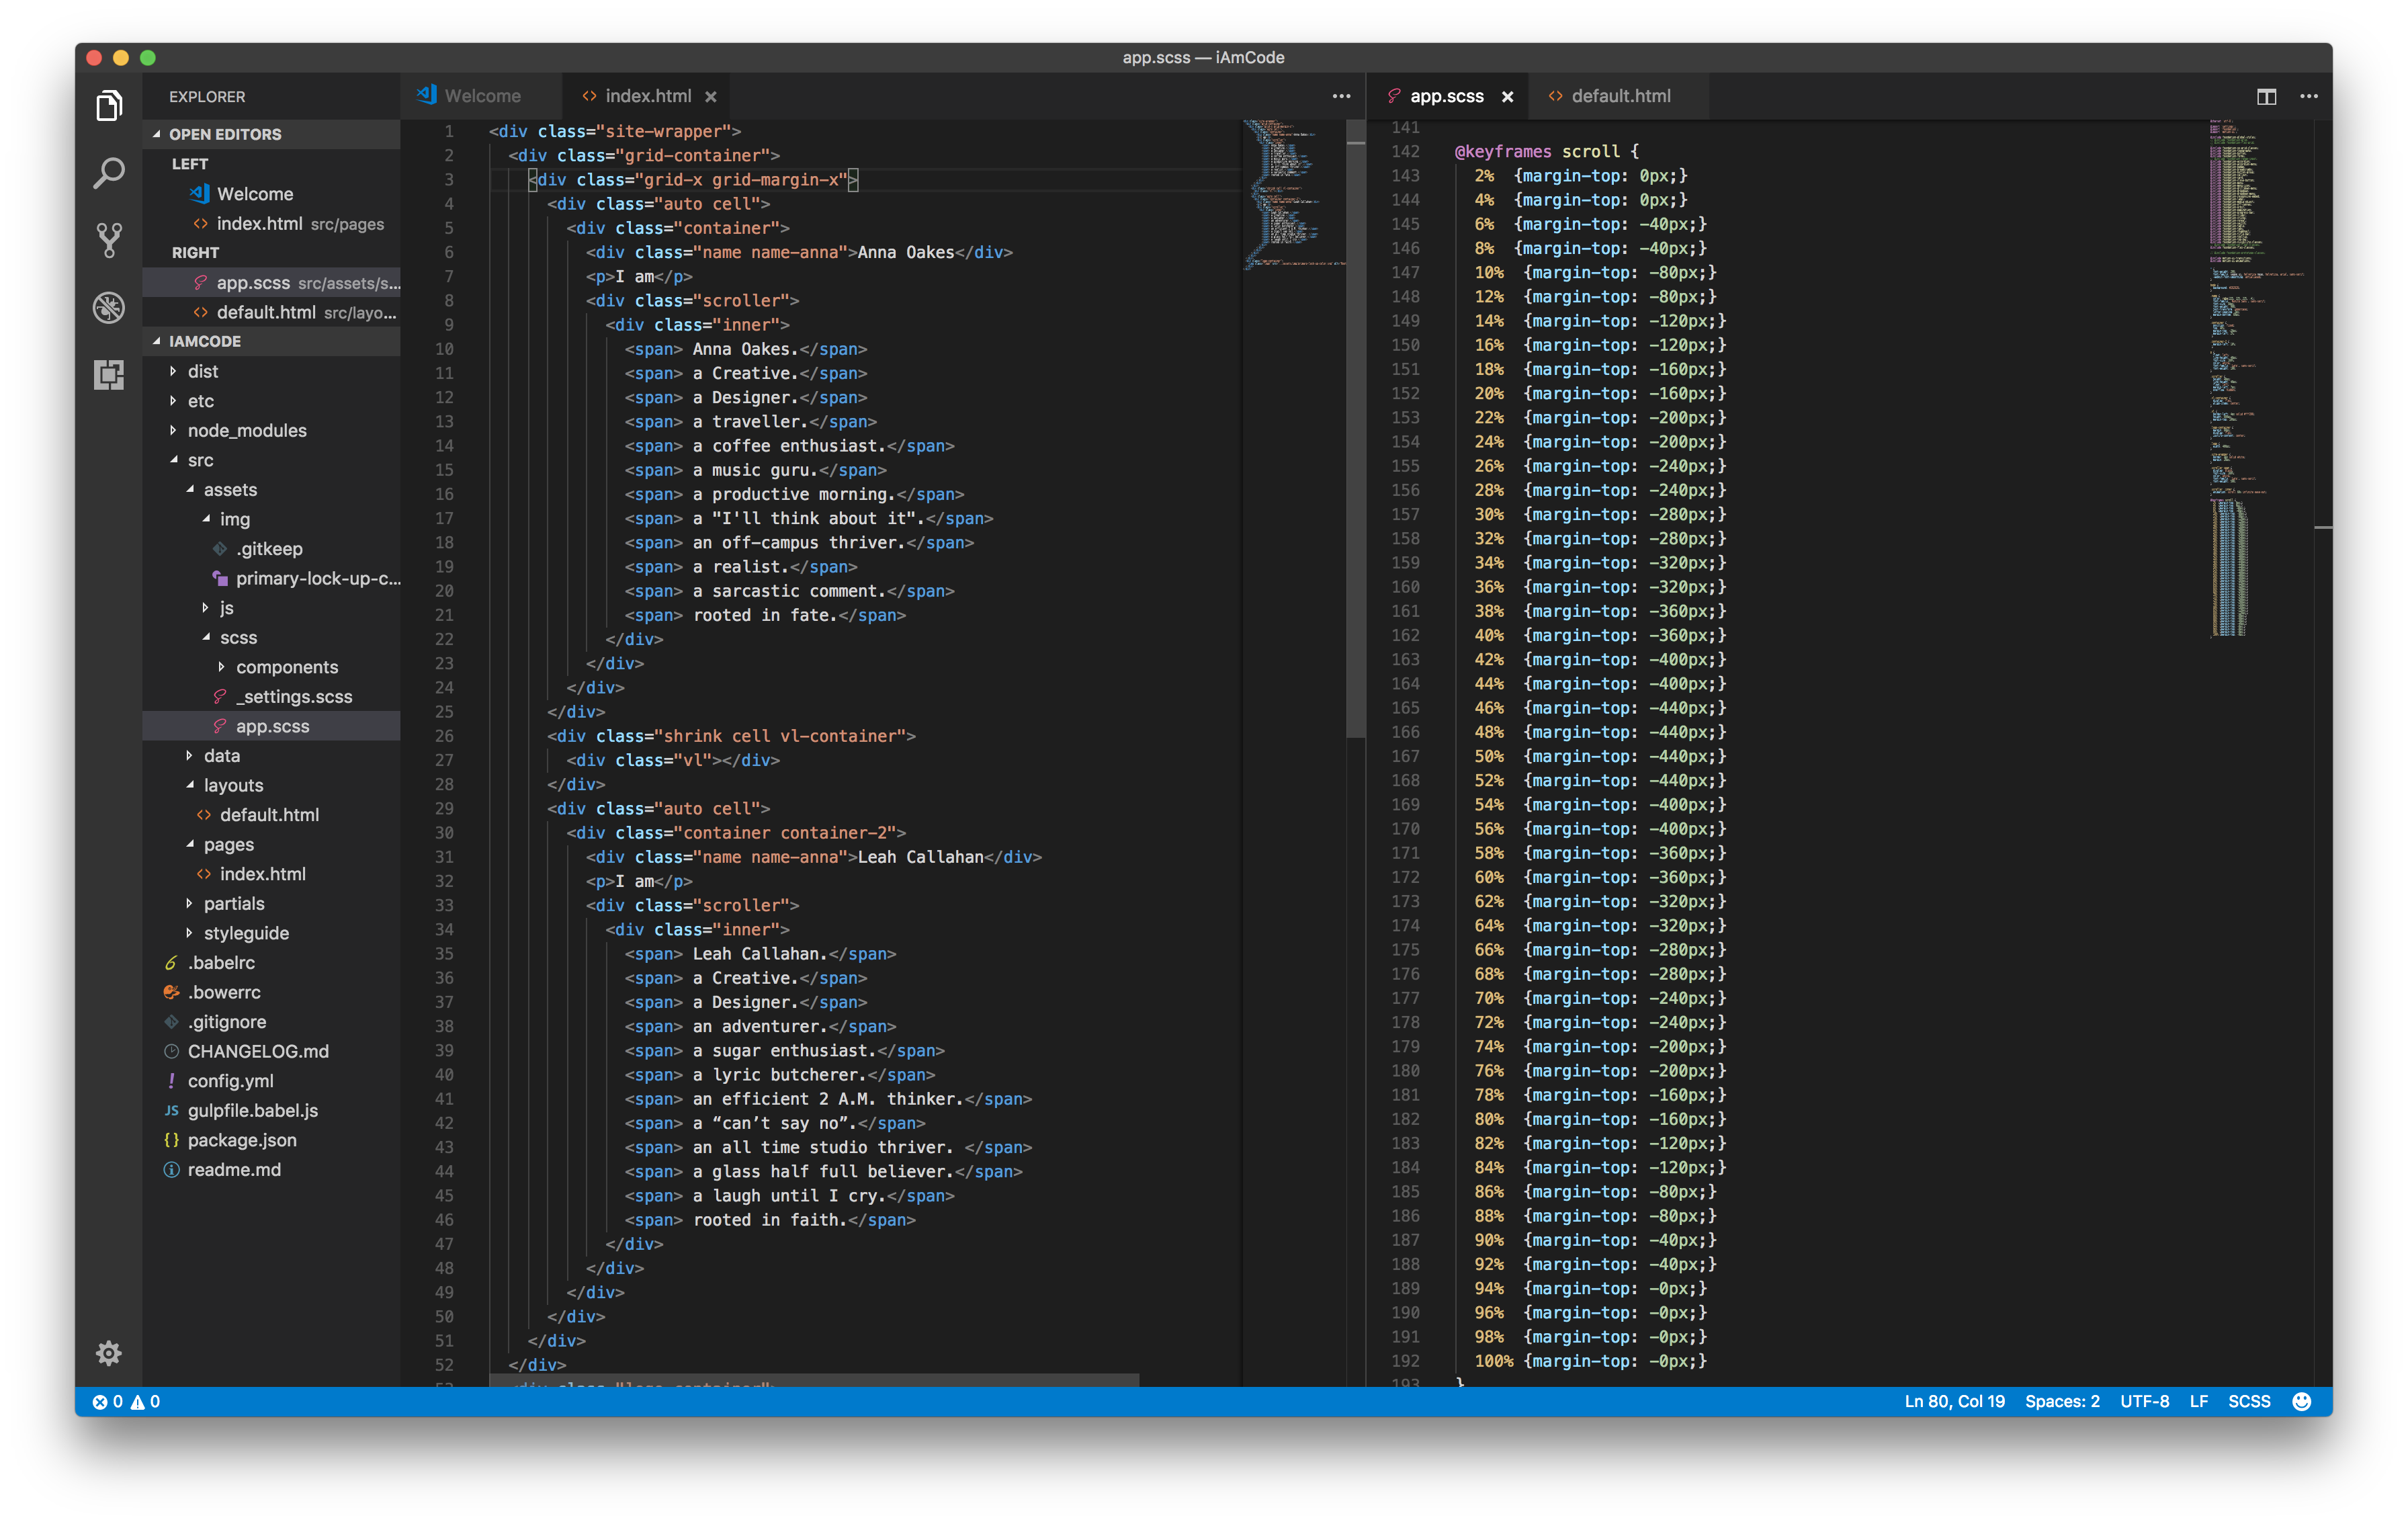 app.scss — iAmCode
EXPLORER
OPEN EDITORS
LEFT
Welcome
index.html src/pages
RIGHT
app.scss src/assets/s...
default.html src/layo...
IAMCODE
dist
etc
node_modules
src
assets
img
.gitkeep
primary-lock-up-c...
js
scss
components
_settings.scss
app.scss
data
layouts
default.html
pages
index.html
partials
styleguide
.babelrc
.bowerrc
.gitignore
CHANGELOG.md
config.yml
gulpfile.babel.js
package.json
readme.md
Welcome index.html
1 <div class="site-wrapper">
2 <div class="grid-container">
3 <div class="grid-x grid-margin-x">
4 <div class="auto cell">
5 <div class="container">
6 <div class="name name-anna">Anna Oakes</div>
7 <p>I am</p>
8 <div class="scroller">
9 <div class="inner">
10 <span> Anna Oakes.</span>
11 <span> a Creative.</span>
12 <span> a Designer.</span>
13 <span> a traveller.</span>
14 <span> a coffee enthusiast.</span>
15 <span> a music guru.</span>
16 <span> a productive morning.</span>
17 <span> a "I'll think about it".</span>
18 <span> an off-campus thriver.</span>
19 <span> a realist.</span>
20 <span> a sarcastic comment.</span>
21 <span> rooted in fate.</span>
22 </div>
23 </div>
24 </div>
25 </div>
26 <div class="shrink cell vl-container">
27 <div class="vl"></div>
28 </div>
29 <div class="auto cell">
30 <div class="container container-2">
31 <div class="name name-anna">Leah Callahan</div>
32 <p>I am</p>
33 <div class="scroller">
34 <div class="inner">
35 <span> Leah Callahan.</span>
36 <span> a Creative.</span>
37 <span> a Designer.</span>
38 <span> an adventurer.</span>
39 <span> a sugar enthusiast.</span>
40 <span> a lyric butcherer.</span>
41 <span> an efficient 2 A.M. thinker.</span>
42 <span> a “can’t say no”.</span>
43 <span> an all time studio thriver. </span>
44 <span> a glass half full believer.</span>
45 <span> a laugh until I cry.</span>
46 <span> rooted in faith.</span>
47 </div>
48 </div>
49 </div>
50 </div>
51 </div>
52 </div>
53 <div class="logo-container">
app.scss default.html
141
142 @keyframes scroll {
143 2% {margin-top: 0px;}
144 4% {margin-top: 0px;}
145 6% {margin-top: -40px;}
146 8% {margin-top: -40px;}
147 10% {margin-top: -80px;}
148 12% {margin-top: -80px;}
149 14% {margin-top: -120px;}
150 16% {margin-top: -120px;}
151 18% {margin-top: -160px;}
152 20% {margin-top: -160px;}
153 22% {margin-top: -200px;}
154 24% {margin-top: -200px;}
155 26% {margin-top: -240px;}
156 28% {margin-top: -240px;}
157 30% {margin-top: -280px;}
158 32% {margin-top: -280px;}
159 34% {margin-top: -320px;}
160 36% {margin-top: -320px;}
161 38% {margin-top: -360px;}
162 40% {margin-top: -360px;}
163 42% {margin-top: -400px;}
164 44% {margin-top: -400px;}
165 46% {margin-top: -440px;}
166 48% {margin-top: -440px;}
167 50% {margin-top: -440px;}
168 52% {margin-top: -440px;}
169 54% {margin-top: -400px;}
170 56% {margin-top: -400px;}
171 58% {margin-top: -360px;}
172 60% {margin-top: -360px;}
173 62% {margin-top: -320px;}
174 64% {margin-top: -320px;}
175 66% {margin-top: -280px;}
176 68% {margin-top: -280px;}
177 70% {margin-top: -240px;}
178 72% {margin-top: -240px;}
179 74% {margin-top: -200px;}
180 76% {margin-top: -200px;}
181 78% {margin-top: -160px;}
182 80% {margin-top: -160px;}
183 82% {margin-top: -120px;}
184 84% {margin-top: -120px;}
185 86% {margin-top: -80px;}
186 88% {margin-top: -80px;}
187 90% {margin-top: -40px;}
188 92% {margin-top: -40px;}
189 94% {margin-top: -0px;}
190 96% {margin-top: -0px;}
191 98% {margin-top: -0px;}
192 100% {margin-top: -0px;}
193 }
0 0
Ln 80, Col 19 Spaces: 2 UTF-8 LF SCSS